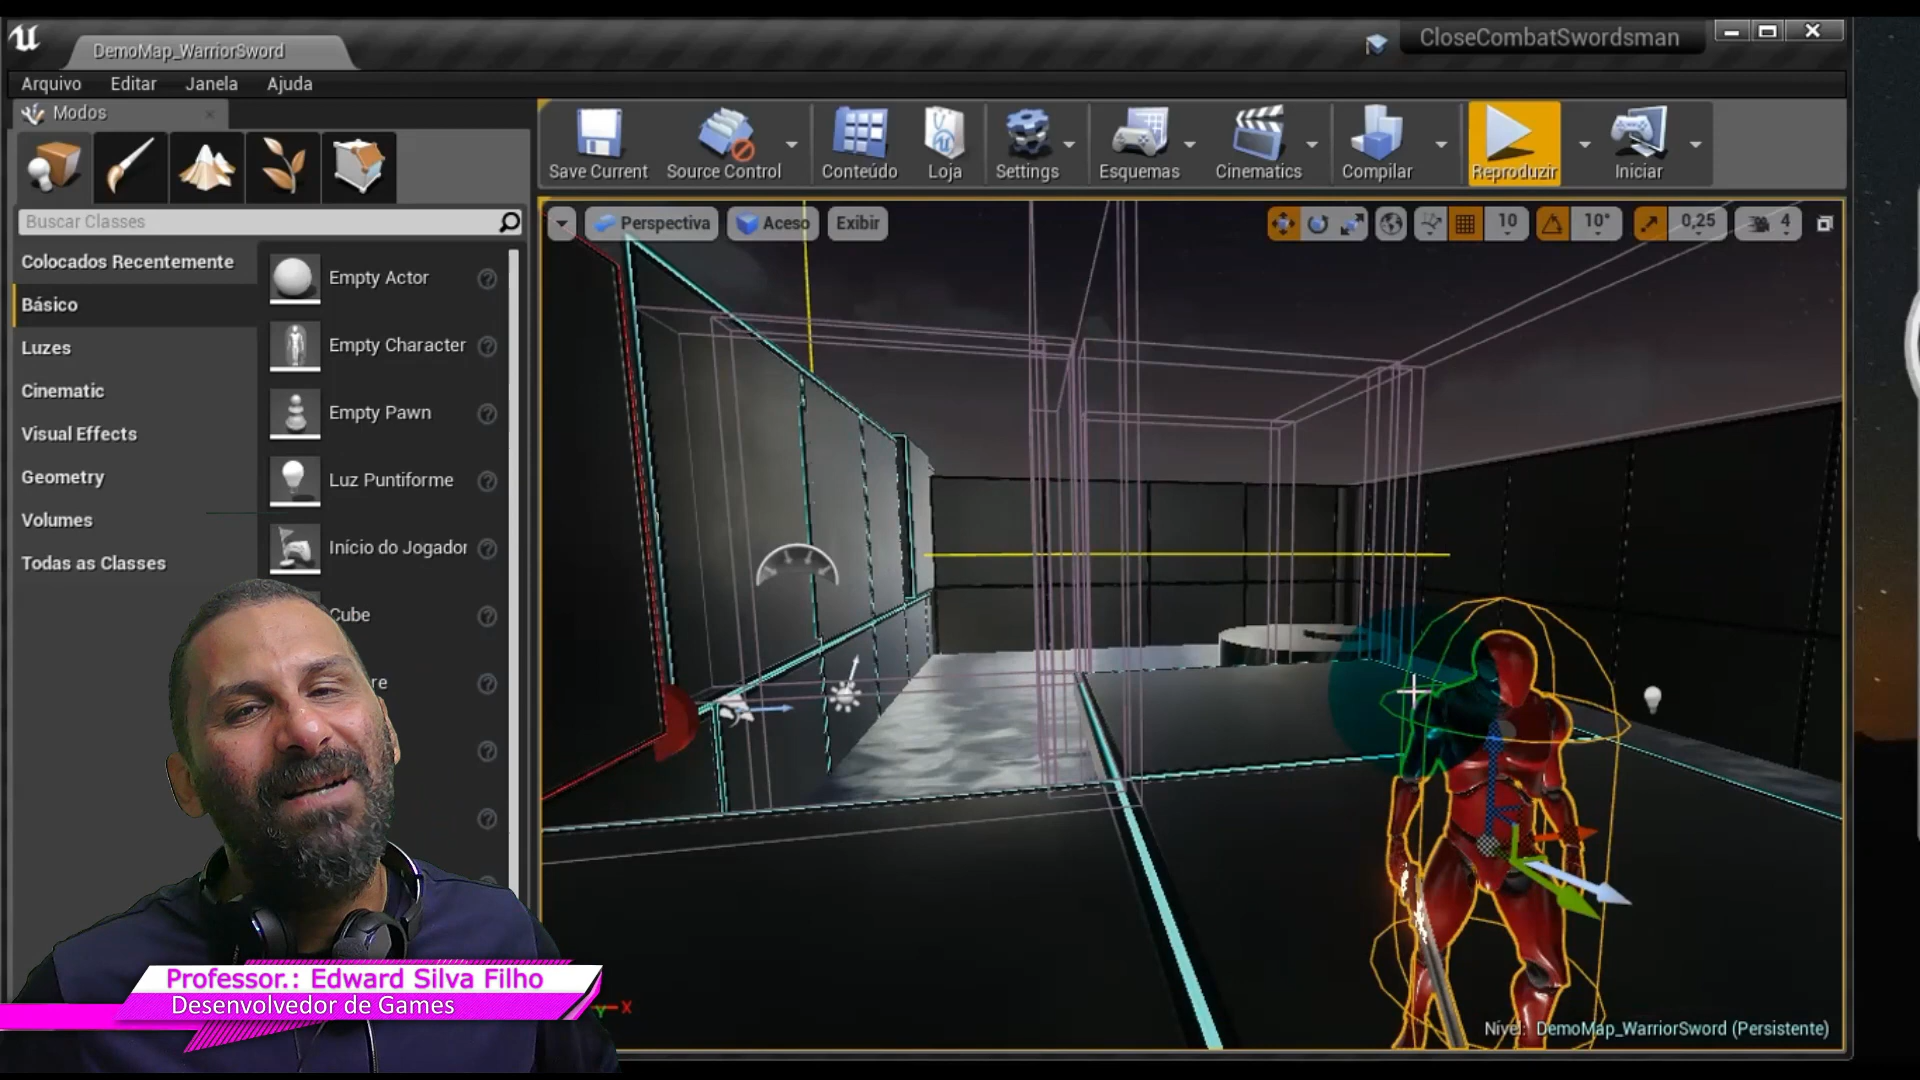 DemoMap_WarriorSword
CloseCombatSwordsman
Arquivo
Editar
Janela
Ajuda
Modos
Save Current
Source Control
Conteúdo
Loja
Settings
Esquemas
Cinematics
Compilar
Reproduzir
Iniciar
Buscar Classes
Perspectiva
Aceso
Exibir
10
10°
0,25
4
Colocados Recentemente
Básico
Luzes
Cinematic
Visual Effects
Geometry
Volumes
Todas as Classes
Empty Actor
Empty Character
Empty Pawn
Luz Puntiforme
Início do Jogador
Cube
re
Professor.: Edward Silva Filho
Desenvolvedor de Games
Y
X
Nível: DemoMap_WarriorSword (Persistente)